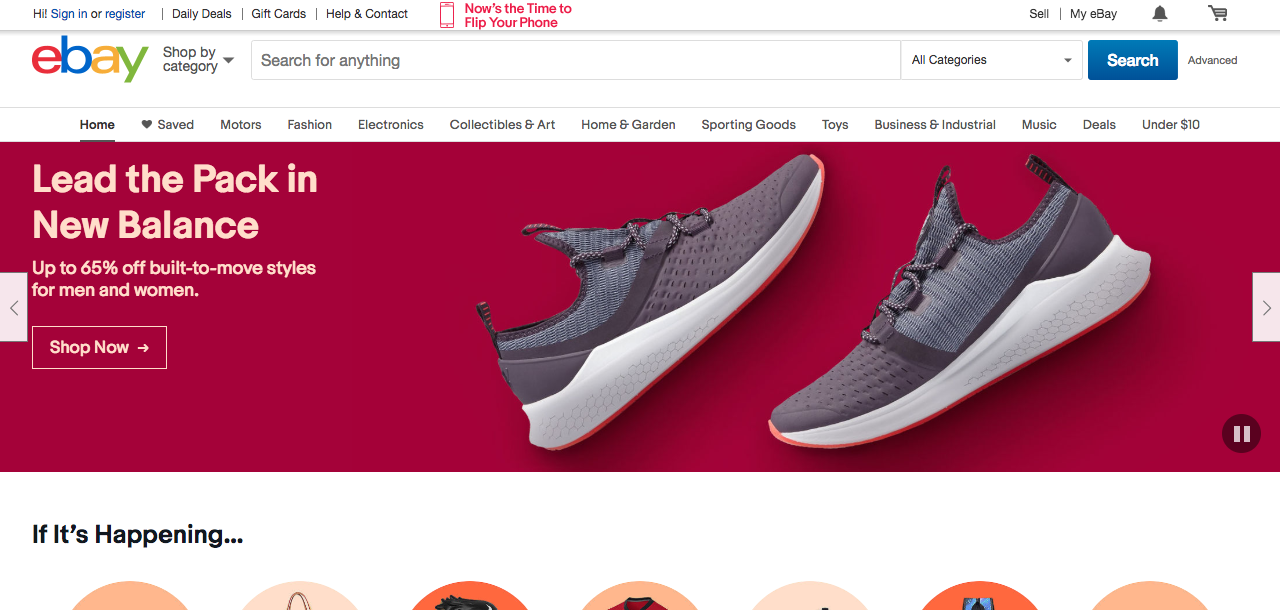 Hi! Sign in or register
Daily Deals
Gift Cards
Help & Contact
Now's the Time to
Flip Your Phone
Sell
My eBay
ebay
Shop by
category
Search for anything
All Categories
Search
Advanced
Home
Saved
Motors
Fashion
Electronics
Collectibles & Art
Home & Garden
Sporting Goods
Toys
Business & Industrial
Music
Deals
Under $10
Lead the Pack in
New Balance
Up to 65% off built-to-move styles
for men and women.
Shop Now →
If It's Happening...